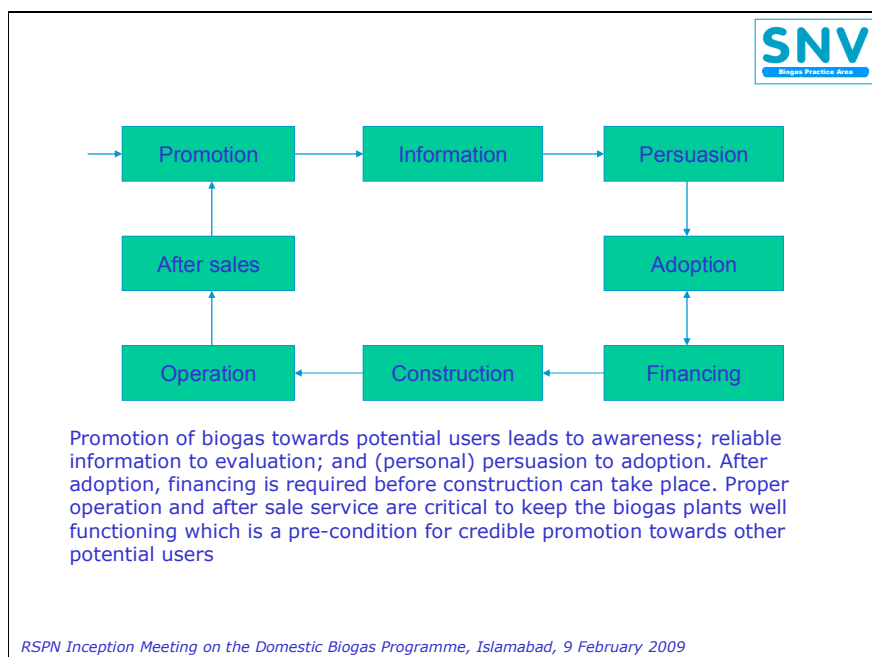 SNV
Biogas Practice Area
Promotion
Information
Persuasion
After sales
Adoption
Operation
Construction
Financing
Promotion of biogas towards potential users leads to awareness; reliable
information to evaluation; and (personal) persuasion to adoption. After
adoption, financing is required before construction can take place. Proper
operation and after sale service are critical to keep the biogas plants well
functioning which is a pre-condition for credible promotion towards other
potential users
RSPN Inception Meeting on the Domestic Biogas Programme, Islamabad, 9 February 2009